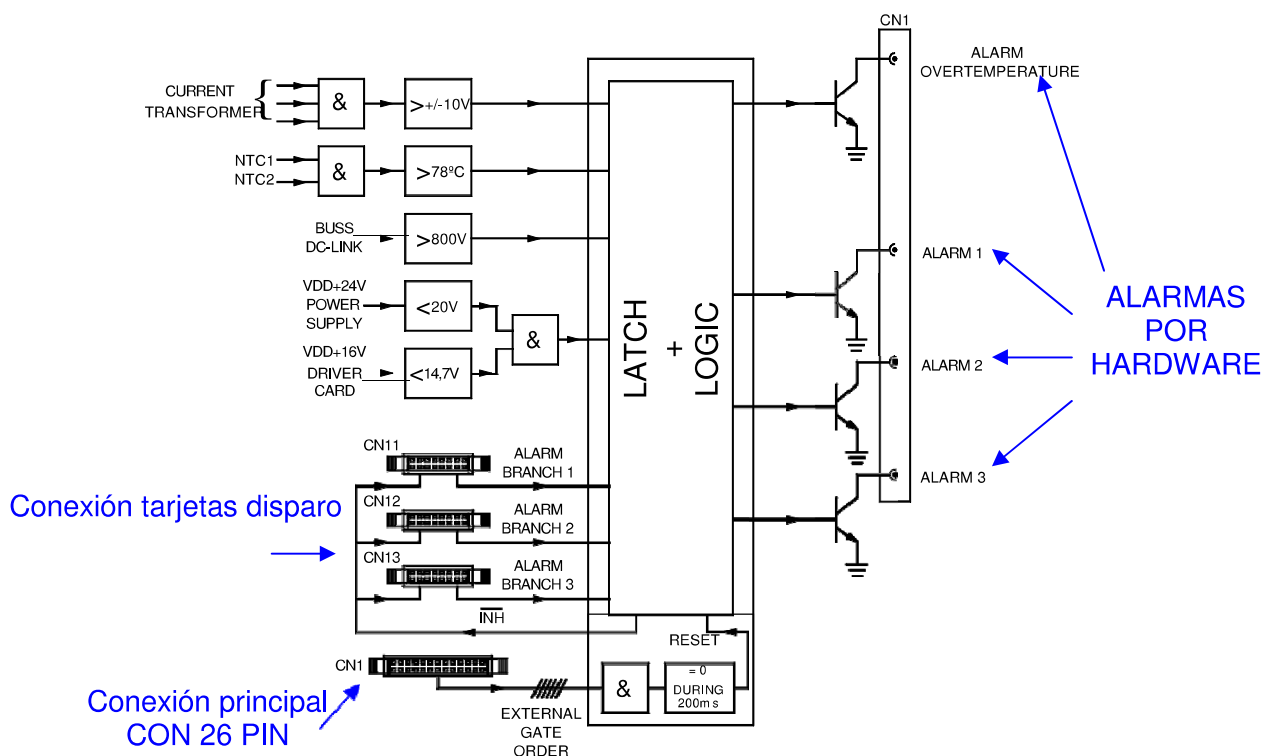 CN1
ALARM
OVERTEMPERATURE
CURRENT
TRANSFORMER
&
>+/-10V
NTC1
NTC2
&
>78ºC
BUSS
DC-LINK
>800V
ALARM 1
VDD+24V
POWER
SUPPLY
<20V
&
VDD+16V
DRIVER
CARD
<14,7V
LATCH
+
LOGIC
ALARMAS
POR
HARDWARE
ALARM 2
ALARM 3
CN11
ALARM
BRANCH 1
Conexión tarjetas disparo
CN12
ALARM
BRANCH 2
CN13
ALARM
BRANCH 3
INH
RESET
CN1
&
= 0
DURING
200ms
Conexión principal
CON 26 PIN
EXTERNAL
GATE
ORDER